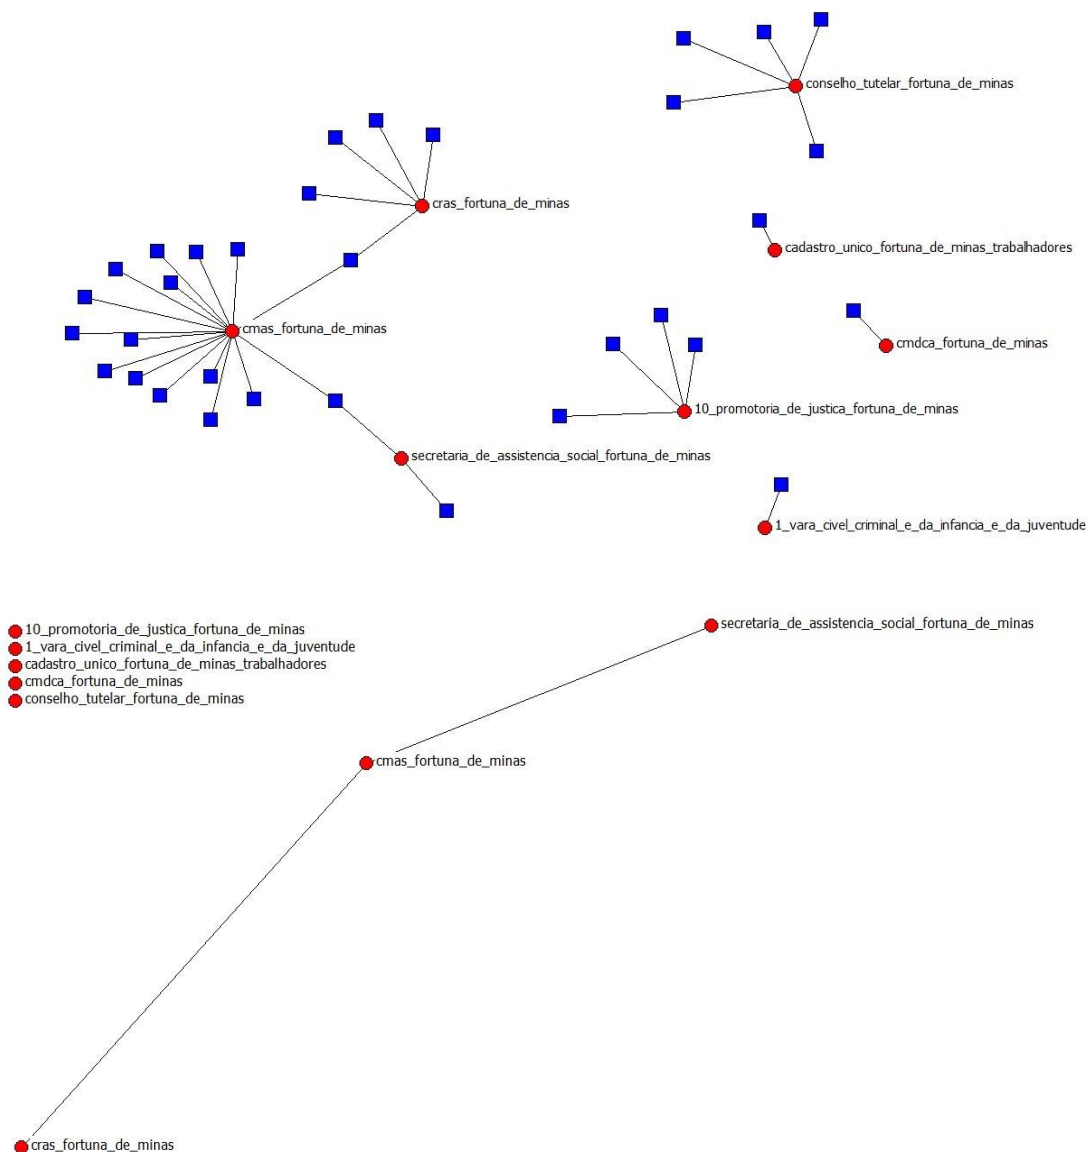 conselho_tutelar_fortuna_de_minas
cras_fortuna_de_minas
cadastro_unico_fortuna_de_minas_trabalhadores
cmas_fortuna_de_minas
cmdca_fortuna_de_minas
10_promotoria_de_justica_fortuna_de_minas
secretaria_de_assistencia_social_fortuna_de_minas
1_vara_civel_criminal_e_da_infancia_e_da_juventude
10_promotoria_de_justica_fortuna_de_minas
1_vara_civel_criminal_e_da_infancia_e_da_juventude
cadastro_unico_fortuna_de_minas_trabalhadores
cmdca_fortuna_de_minas
conselho_tutelar_fortuna_de_minas
secretaria_de_assistencia_social_fortuna_de_minas
cmas_fortuna_de_minas
cras_fortuna_de_minas